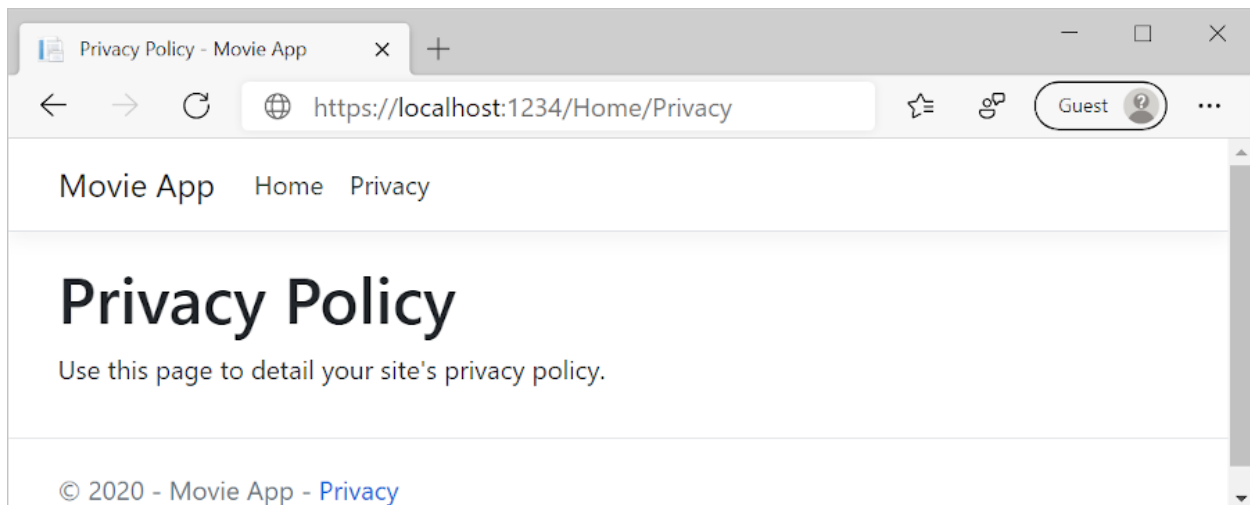 Privacy Policy - Movie App
https://localhost:1234/Home/Privacy
Guest
Movie App Home Privacy
Privacy Policy
Use this page to detail your site's privacy policy.
© 2020 - Movie App - Privacy